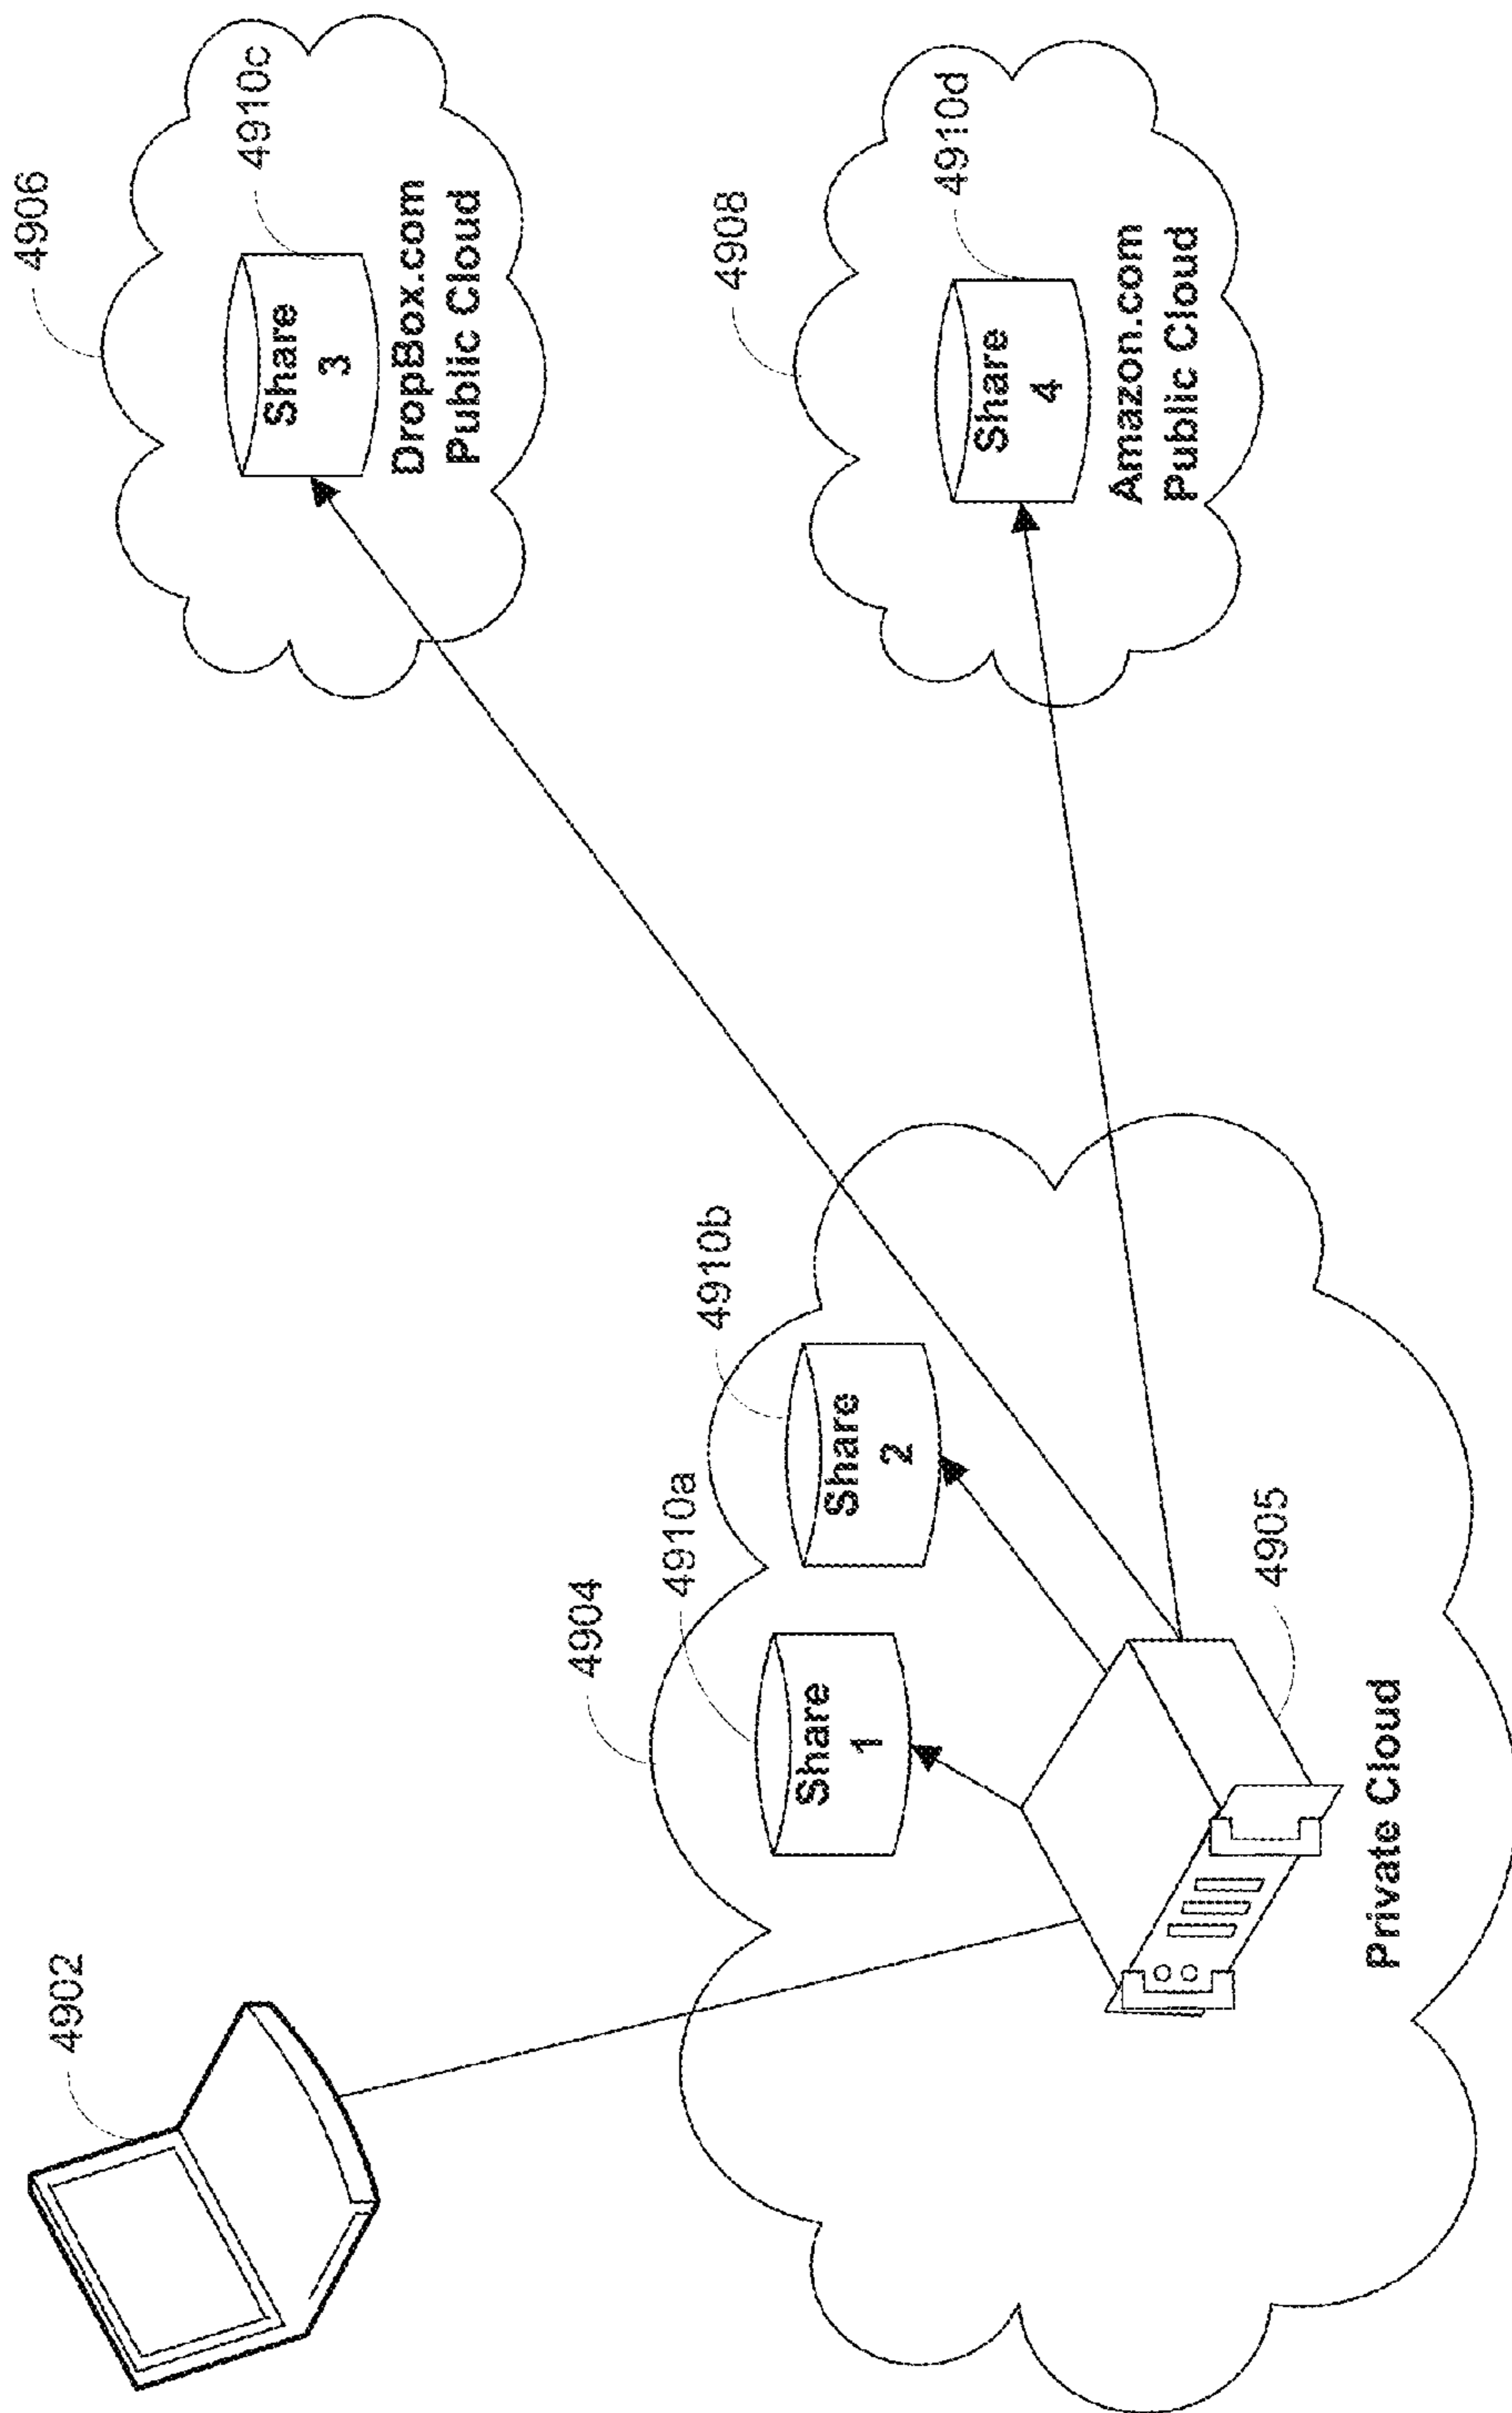 4902
4904
4910a
4910b
4906
4910c
4908
4910d
4905
Share
1
Share
2
Share
3
DropBox.com
Public Cloud
Share
4
Amazon.com
Public Cloud
Private Cloud